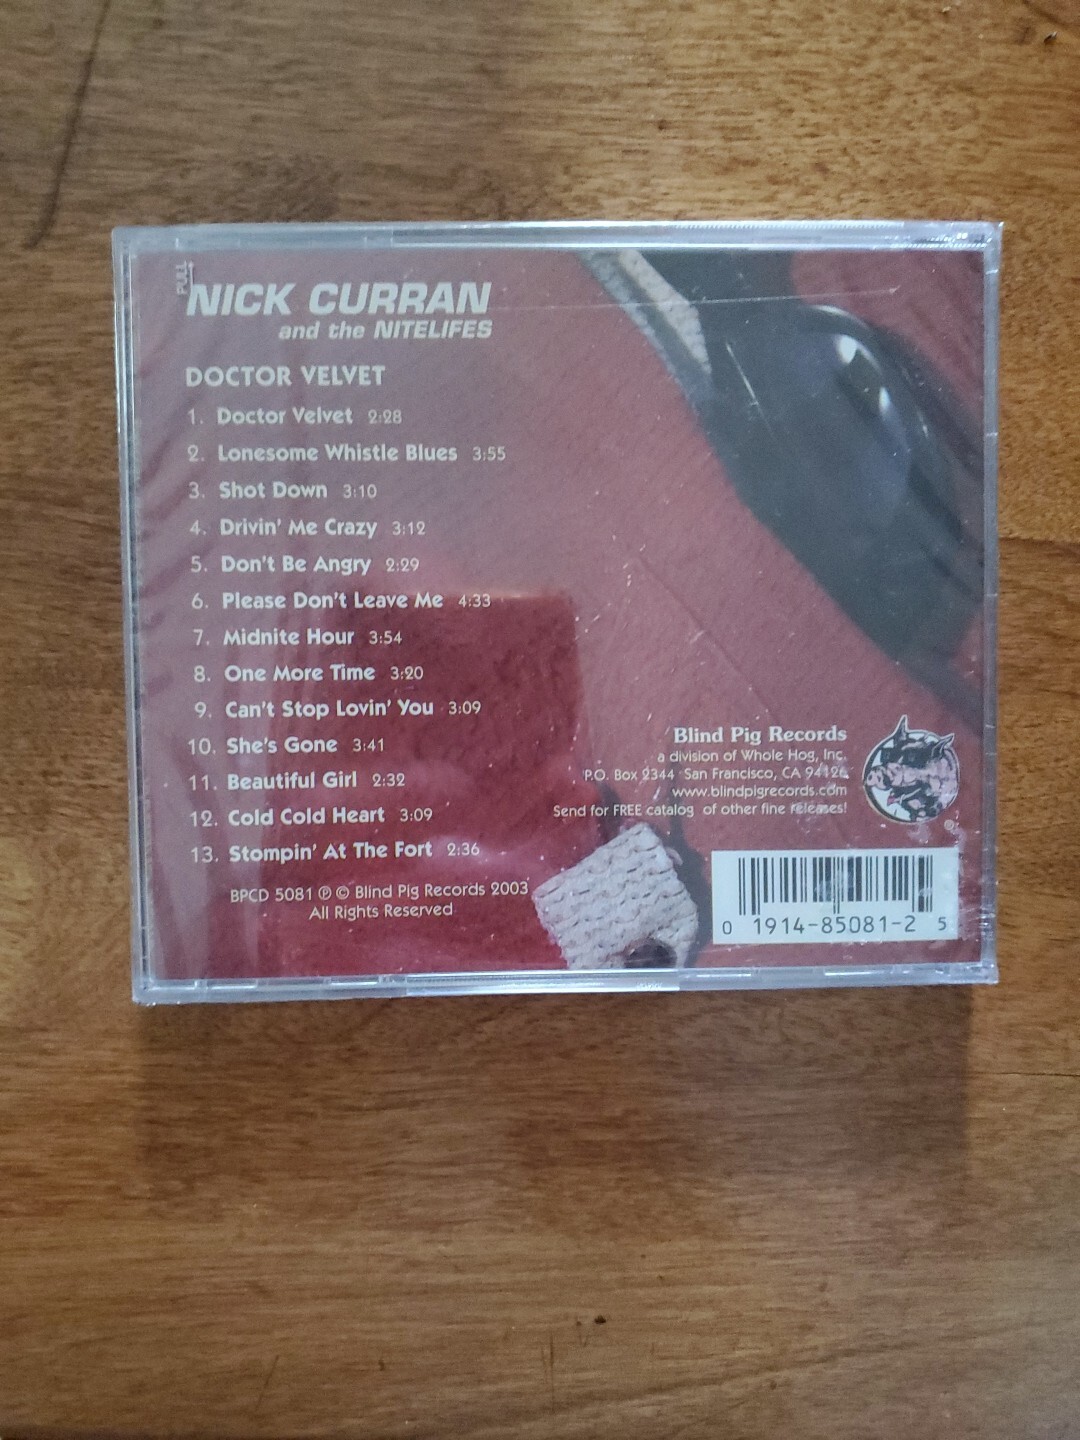 PULL
NICK CURRAN
and the NITELIFES
DOCTOR VELVET
1. Doctor Velvet 2:28
2. Lonesome Whistle Blues 3:55
3. Shot Down 3:10
4. Drivin' Me Crazy 3:12
5. Don't Be Angry 2:29
6. Please Don't Leave Me 4:33
7. Midnite Hour 3:54
8. One More Time 3:20
9. Can't Stop Lovin' You 3:09
10. She's Gone 3:41
11. Beautiful Girl 2:32
12. Cold Cold Heart 3:09
13. Stompin' At The Fort 2:36
BPCD 5081 ℗ © Blind Pig Records 2003
All Rights Reserved
Blind Pig Records
a division of Whole Hog, Inc.
P.O. Box 2344 San Francisco, CA 94126
www.blindpigrecords.com
Send for FREE catalog of other fine releases!
®
0 1914-85081-2 5